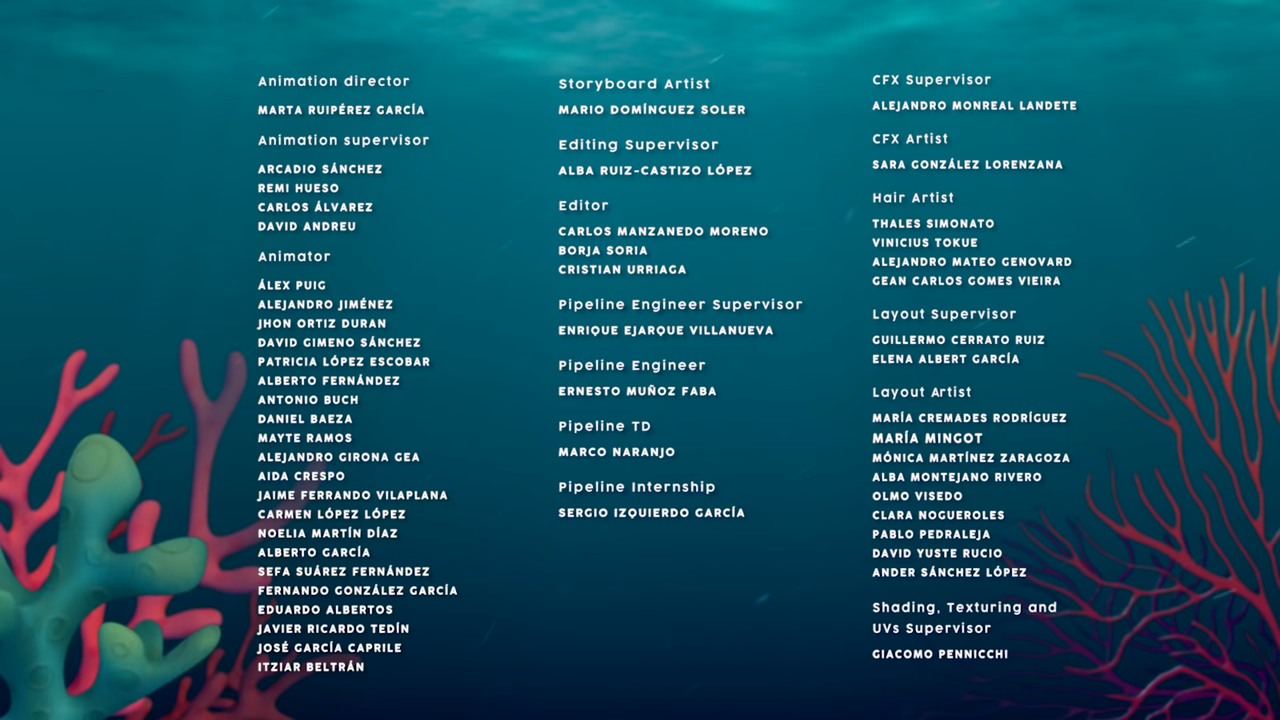 Animation director
MARTA RUIPÉREZ GARCÍA
Animation supervisor
ARCADIO SÁNCHEZ
REMI HUESO
CARLOS ÁLVAREZ
DAVID ANDREU
Animator
ÁLEX PUIG
ALEJANDRO JIMÉNEZ
JHON ORTIZ DURAN
DAVID GIMENO SÁNCHEZ
PATRICIA LÓPEZ ESCOBAR
ALBERTO FERNÁNDEZ
ANTONIO BUCH
DANIEL BAEZA
MAYTE RAMOS
ALEJANDRO GIRONA GEA
AIDA CRESPO
JAIME FERRANDO VILAPLANA
CARMEN LÓPEZ LÓPEZ
NOELIA MARTÍN DÍAZ
ALBERTO GARCÍA
SEFA SUÁREZ FERNÁNDEZ
FERNANDO GONZÁLEZ GARCÍA
EDUARDO ALBERTOS
JAVIER RICARDO TEDÍN
JOSÉ GARCÍA CAPRILE
ITZIAR BELTRÁN
Storyboard Artist
MARIO DOMÍNGUEZ SOLER
Editing Supervisor
ALBA RUIZ-CASTIZO LÓPEZ
Editor
CARLOS MANZANEDO MORENO
BORJA SORIA
CRISTIAN URRIAGA
Pipeline Engineer Supervisor
ENRIQUE EJARQUE VILLANUEVA
Pipeline Engineer
ERNESTO MUÑOZ FABA
Pipeline TD
MARCO NARANJO
Pipeline Internship
SERGIO IZQUIERDO GARCÍA
CFX Supervisor
ALEJANDRO MONREAL LANDETE
CFX Artist
SARA GONZÁLEZ LORENZANA
Hair Artist
THALES SIMONATO
VINICIUS TOKUE
ALEJANDRO MATEO GENOVARD
GEAN CARLOS GOMES VIEIRA
Layout Supervisor
GUILLERMO CERRATO RUIZ
ELENA ALBERT GARCÍA
Layout Artist
MARÍA CREMADES RODRÍGUEZ
MARÍA MINGOT
MÓNICA MARTÍNEZ ZARAGOZA
ALBA MONTEJANO RIVERO
OLMO VISEDO
CLARA NOGUEROLES
PABLO PEDRALEJA
DAVID YUSTE RUCIO
ANDER SÁNCHEZ LÓPEZ
Shading, Texturing and
UVs Supervisor
GIACOMO PENNICCHI